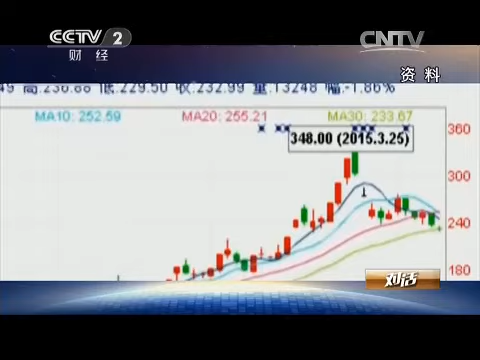 CCTV 2
财经
CNTV
资料
49 高:236.88 低:229.50 收:232.99 量:13248 幅:-1.86%
MA10: 252.59 MA20: 255.21 MA30: 233.67
348.00 (2015.3.25)
360
300
240
180
对话